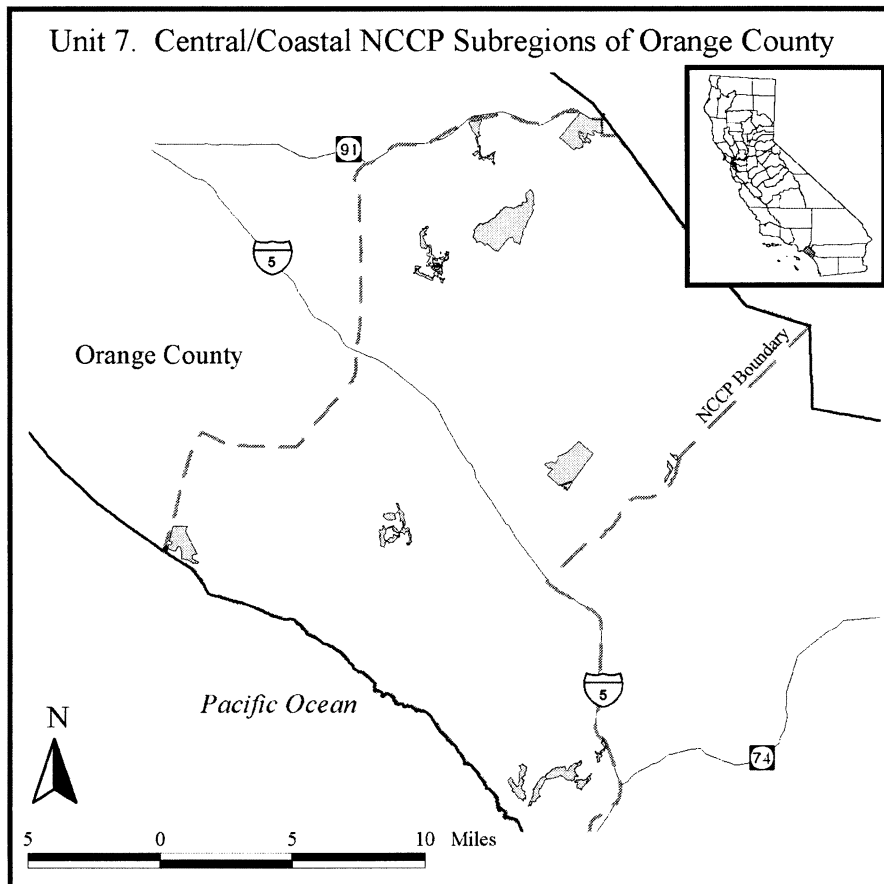 Unit 7. Central/Coastal NCCP Subregions of Orange County
91
5
Orange County
NCCP Boundary
5
Pacific Ocean
N
74
5 0 5 10 Miles